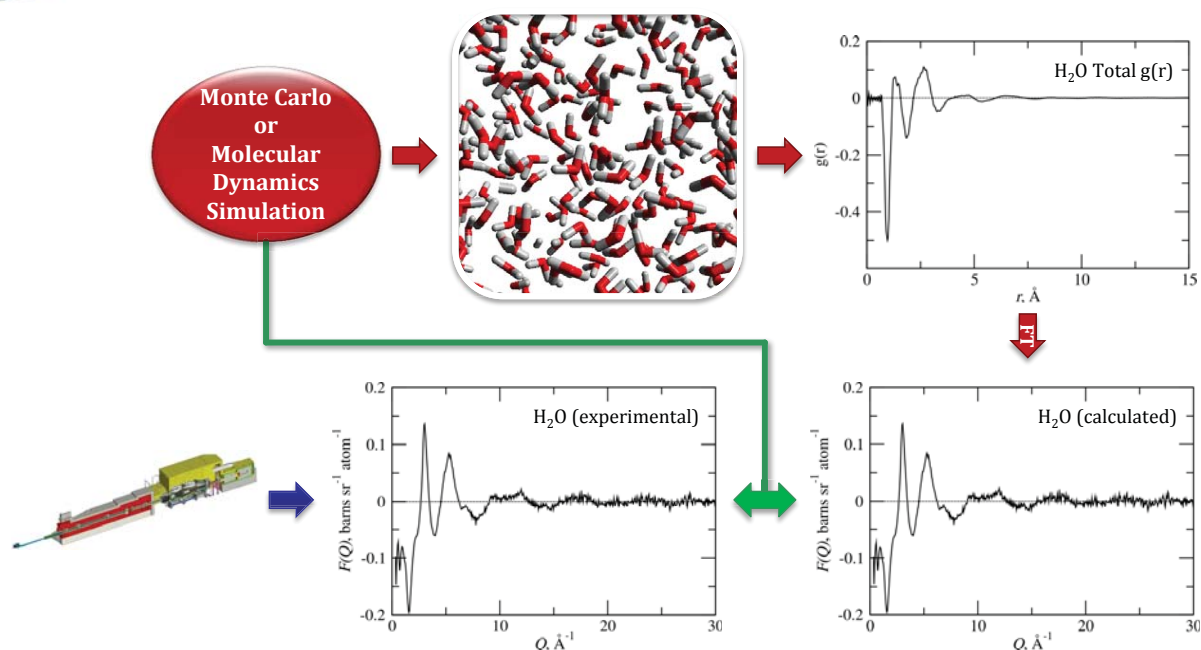 Monte Carlo
or
Molecular
Dynamics
Simulation
0.2
0
-0.2
-0.4
g(r)
H₂O Total g(r)
0
5
10
15
r, Å
FT
0.2
0.1
0
-0.1
-0.2
F(Q), barns sr⁻¹ atom⁻¹
H₂O (experimental)
0
10
20
30
Q, Å⁻¹
0.2
0.1
0
-0.1
-0.2
F(Q), barns sr⁻¹ atom⁻¹
H₂O (calculated)
0
10
20
30
Q, Å⁻¹